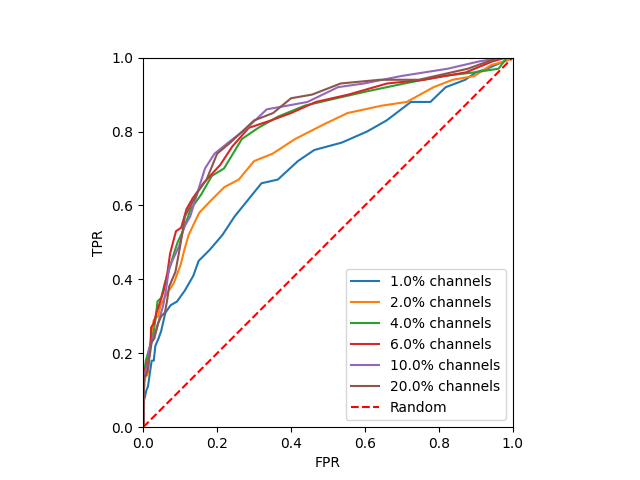 1.0
0.8
0.6
0.4
0.2
0.0
TPR
0.0 0.2 0.4 0.6 0.8 1.0
FPR
1.0% channels
2.0% channels
4.0% channels
6.0% channels
10.0% channels
20.0% channels
Random